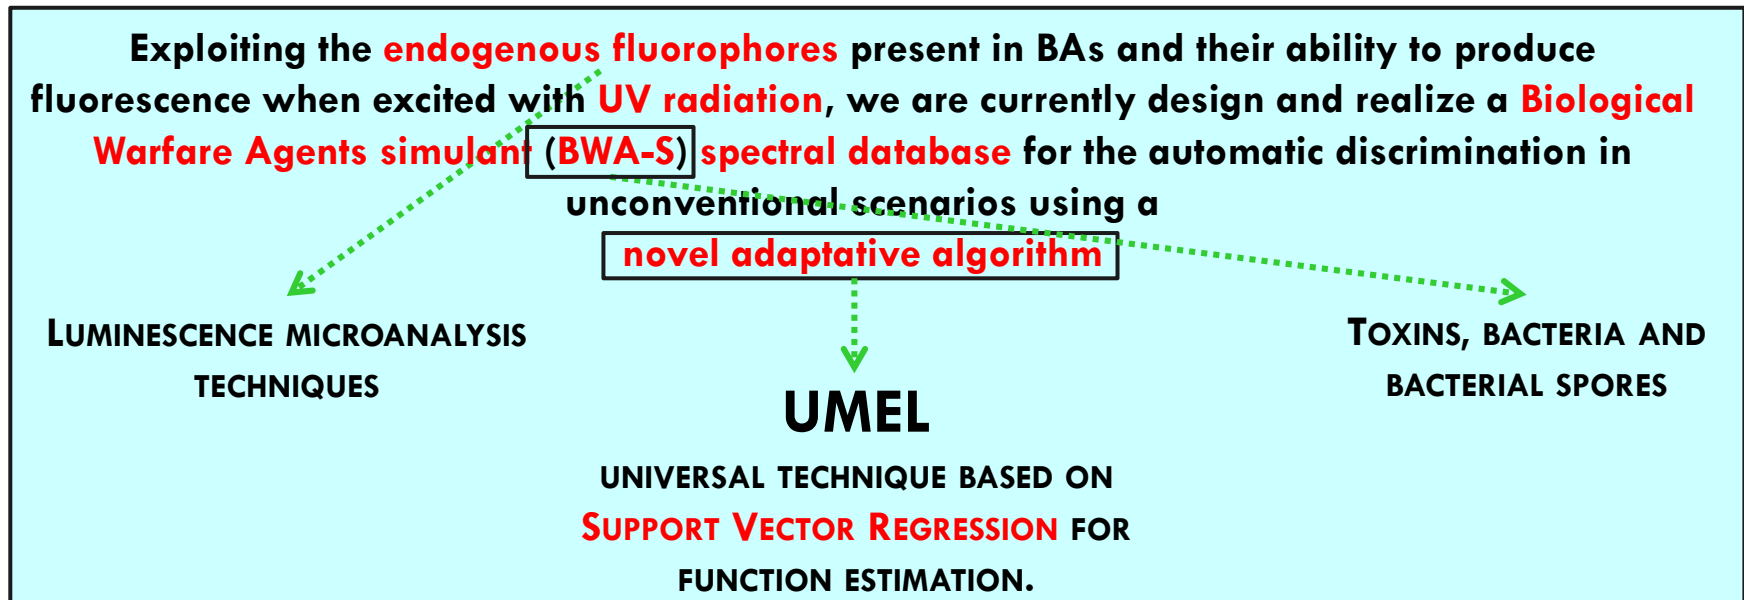 Exploiting the endogenous fluorophores present in BAs and their ability to produce
fluorescence when excited with UV radiation, we are currently design and realize a Biological
Warfare Agents simulant (BWA-S) spectral database for the automatic discrimination in
unconventional scenarios using a
novel adaptative algorithm
LUMINESCENCE MICROANALYSIS
TECHNIQUES
TOXINS, BACTERIA AND
BACTERIAL SPORES
UMEL
UNIVERSAL TECHNIQUE BASED ON
SUPPORT VECTOR REGRESSION FOR
FUNCTION ESTIMATION.